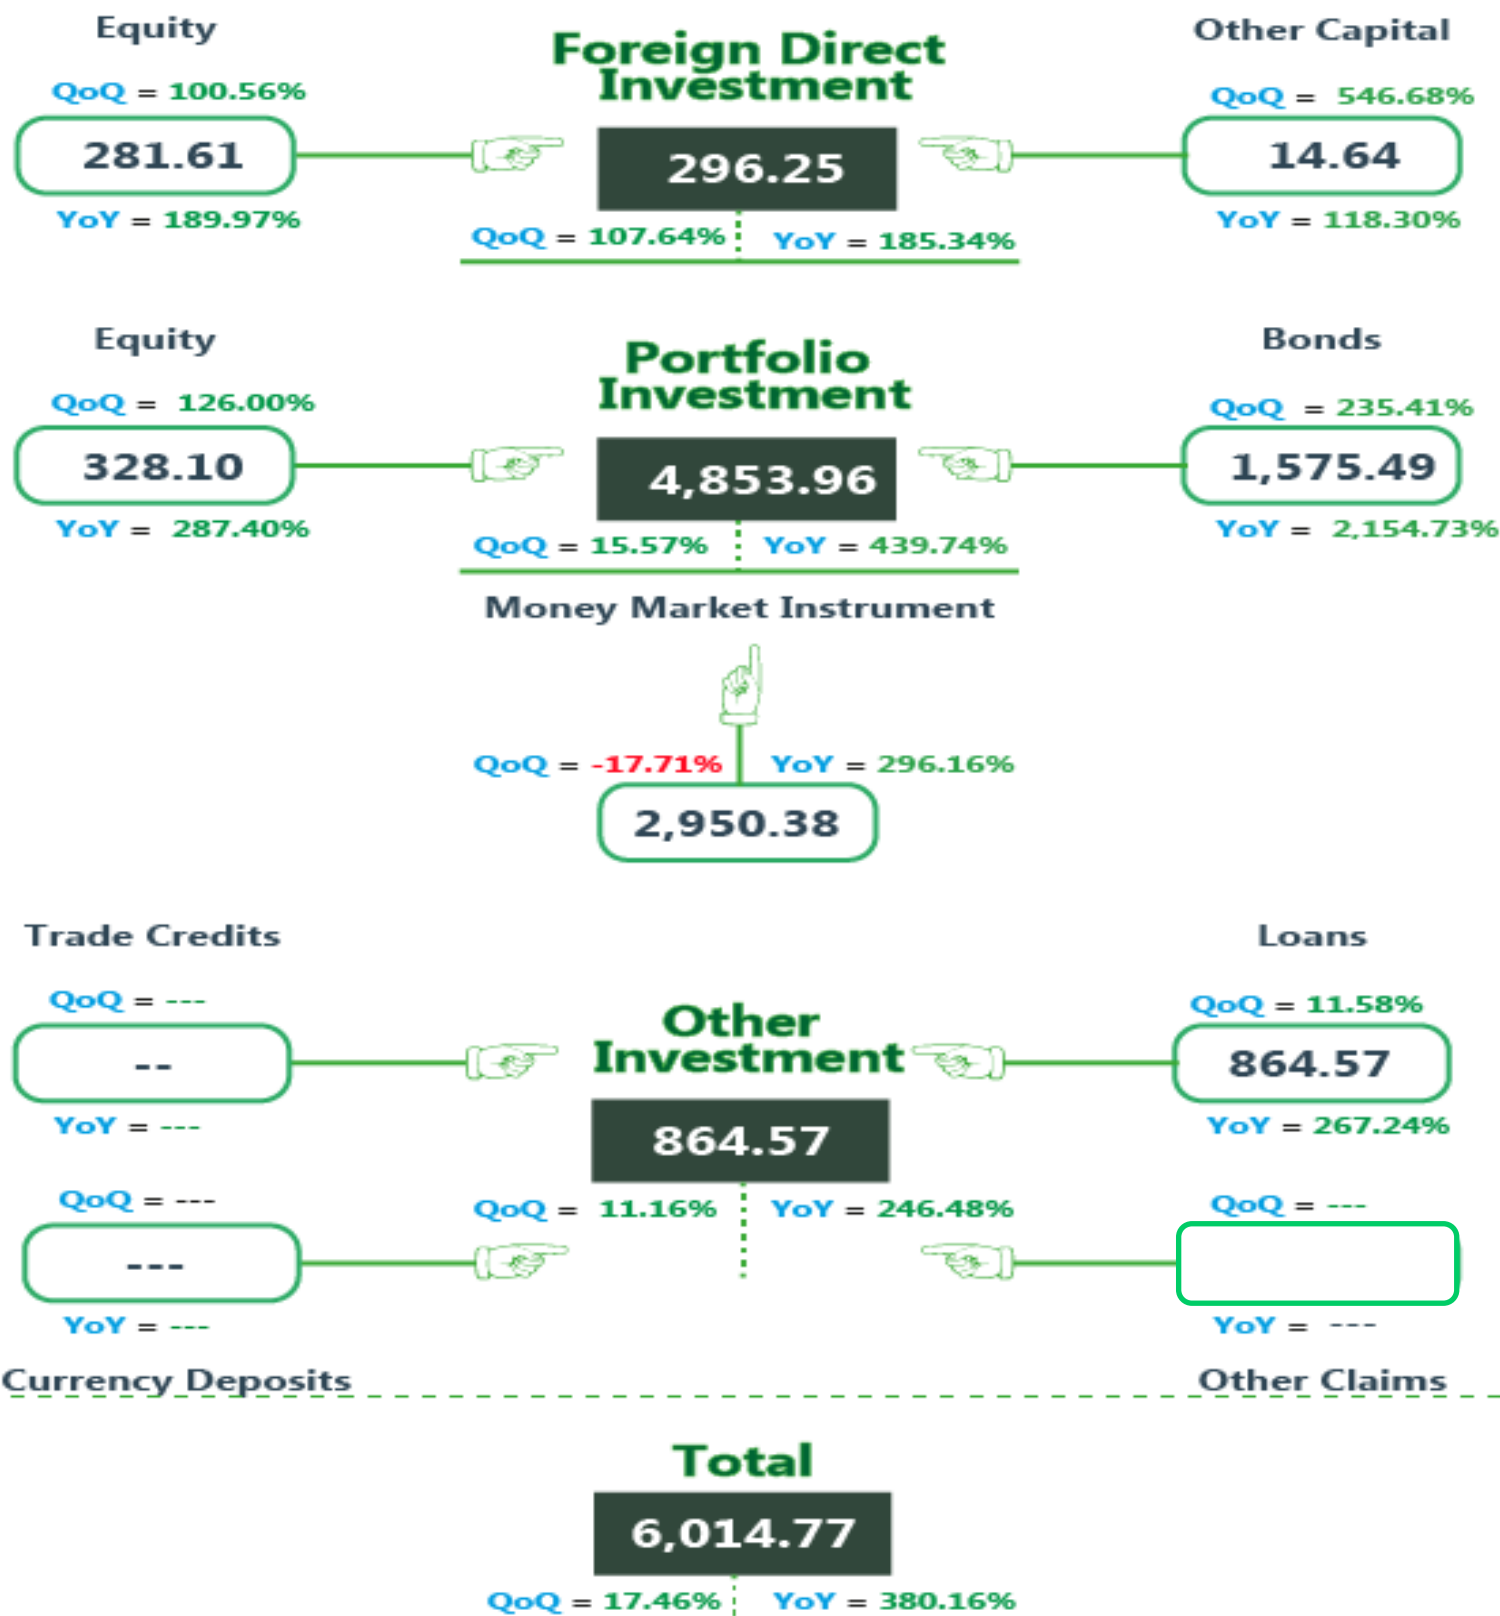 Equity
QoQ = 100.56%
281.61
YoY = 189.97%
Foreign Direct
Investment
296.25
QoQ = 107.64%
YoY = 185.34%
Other Capital
QoQ = 546.68%
14.64
YoY = 118.30%
Equity
QoQ = 126.00%
328.10
YoY = 287.40%
Portfolio
Investment
4,853.96
QoQ = 15.57%
YoY = 439.74%
Bonds
QoQ = 235.41%
1,575.49
YoY = 2,154.73%
Money Market Instrument
QoQ = -17.71%
YoY = 296.16%
2,950.38
Trade Credits
QoQ = ---
--
YoY = ---
Other
Investment
864.57
QoQ = 11.16%
YoY = 246.48%
Loans
QoQ = 11.58%
864.57
YoY = 267.24%
QoQ = ---
---
YoY = ---
Currency Deposits
QoQ = ---
YoY = ---
Other Claims
Total
6,014.77
QoQ = 17.46%
YoY = 380.16%